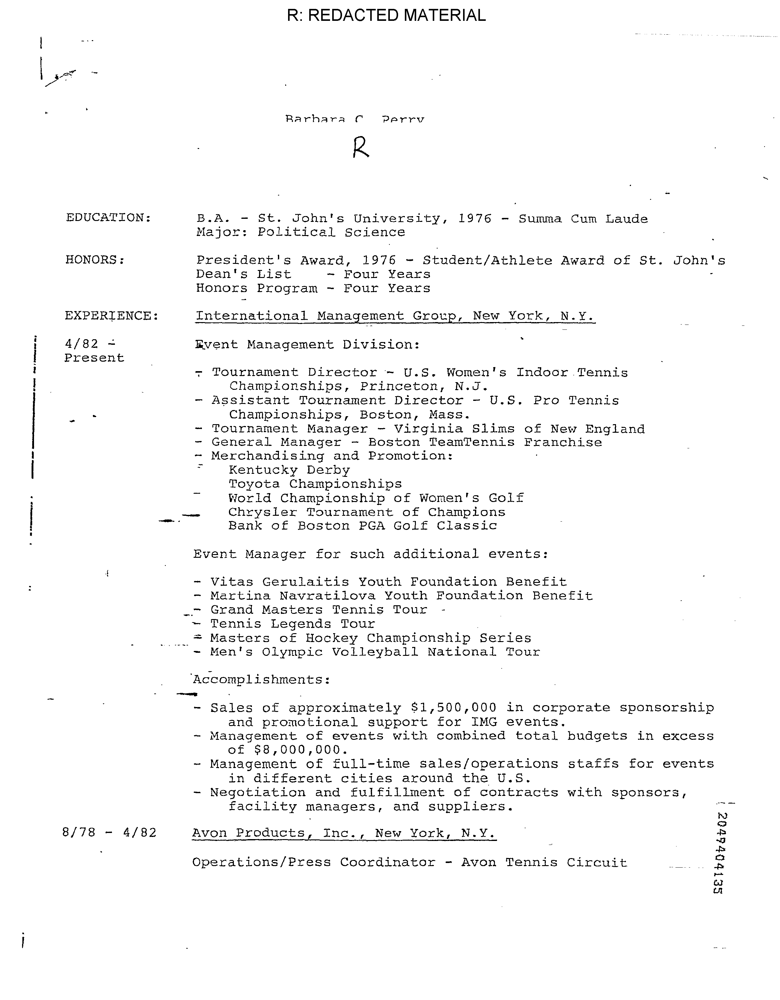 R: REDACTED MATERIAL
Barbara C. Perry
R
EDUCATION: B.A. - St. John's University, 1976 - Summa Cum Laude
Major: Political Science
HONORS: President's Award, 1976 - Student/Athlete Award of St. John's
Dean's List - Four Years
Honors Program - Four Years
EXPERIENCE: International Management Group, New York, N.Y.
4/82 - Event Management Division:
Present
- Tournament Director - U.S. Women's Indoor Tennis
Championships, Princeton, N.J.
- Assistant Tournament Director - U.S. Pro Tennis
Championships, Boston, Mass.
- Tournament Manager - Virginia Slims of New England
- General Manager - Boston TeamTennis Franchise
- Merchandising and Promotion:
Kentucky Derby
Toyota Championships
World Championship of Women's Golf
Chrysler Tournament of Champions
Bank of Boston PGA Golf Classic
Event Manager for such additional events:
- Vitas Gerulaitis Youth Foundation Benefit
- Martina Navratilova Youth Foundation Benefit
- Grand Masters Tennis Tour
- Tennis Legends Tour
- Masters of Hockey Championship Series
- Men's Olympic Volleyball National Tour
Accomplishments:
- Sales of approximately $1,500,000 in corporate sponsorship
and promotional support for IMG events.
- Management of events with combined total budgets in excess
of $8,000,000.
- Management of full-time sales/operations staffs for events
in different cities around the U.S.
- Negotiation and fulfillment of contracts with sponsors,
facility managers, and suppliers.
8/78 - 4/82 Avon Products, Inc., New York, N.Y.
Operations/Press Coordinator - Avon Tennis Circuit
2049404135